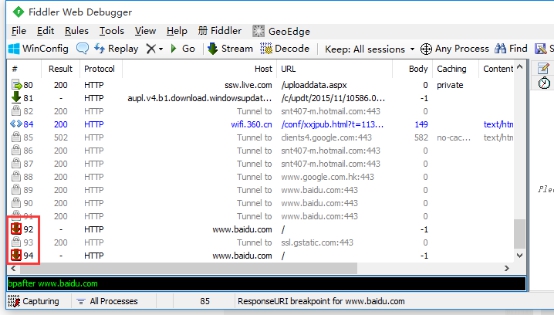 Fiddler Web Debugger
File Edit Rules Tools View Help Fiddler GeoEdge
WinConfig Replay Go Stream Decode Keep: All sessions Any Process Find
# Result Protocol Host URL Body Caching Content
80 200 HTTP ssw.live.com /uploaddata.aspx 0 private
81 - HTTP aupl.v4.b1.download.windowsupdat... /c/updt/2015/11/10586.0... -1
82 200 HTTP Tunnel to snt407-m.hotmail.com:443 0
84 200 HTTP wifi.360.cn /conf/xxjpub.html?t=113... 149 text/htm
85 502 HTTP Tunnel to clients4.google.com:443 582 no-cac... text/htm
86 200 HTTP Tunnel to snt407-m.hotmail.com:443 0
87 200 HTTP Tunnel to snt407-m.hotmail.com:443 0
88 200 HTTP Tunnel to www.google.com.hk:443 0
89 200 HTTP Tunnel to www.baidu.com:443 0
90 200 HTTP Tunnel to www.baidu.com:443 0
200 HTTP Tunnel to www.baidu.com:443 0
92 - HTTP www.baidu.com / -1
93 200 HTTP Tunnel to ssl.gstatic.com:443 0
94 - HTTP www.baidu.com / -1
bpafter www.baidu.com
Capturing All Processes 85 ResponseURI breakpoint for www.baidu.com